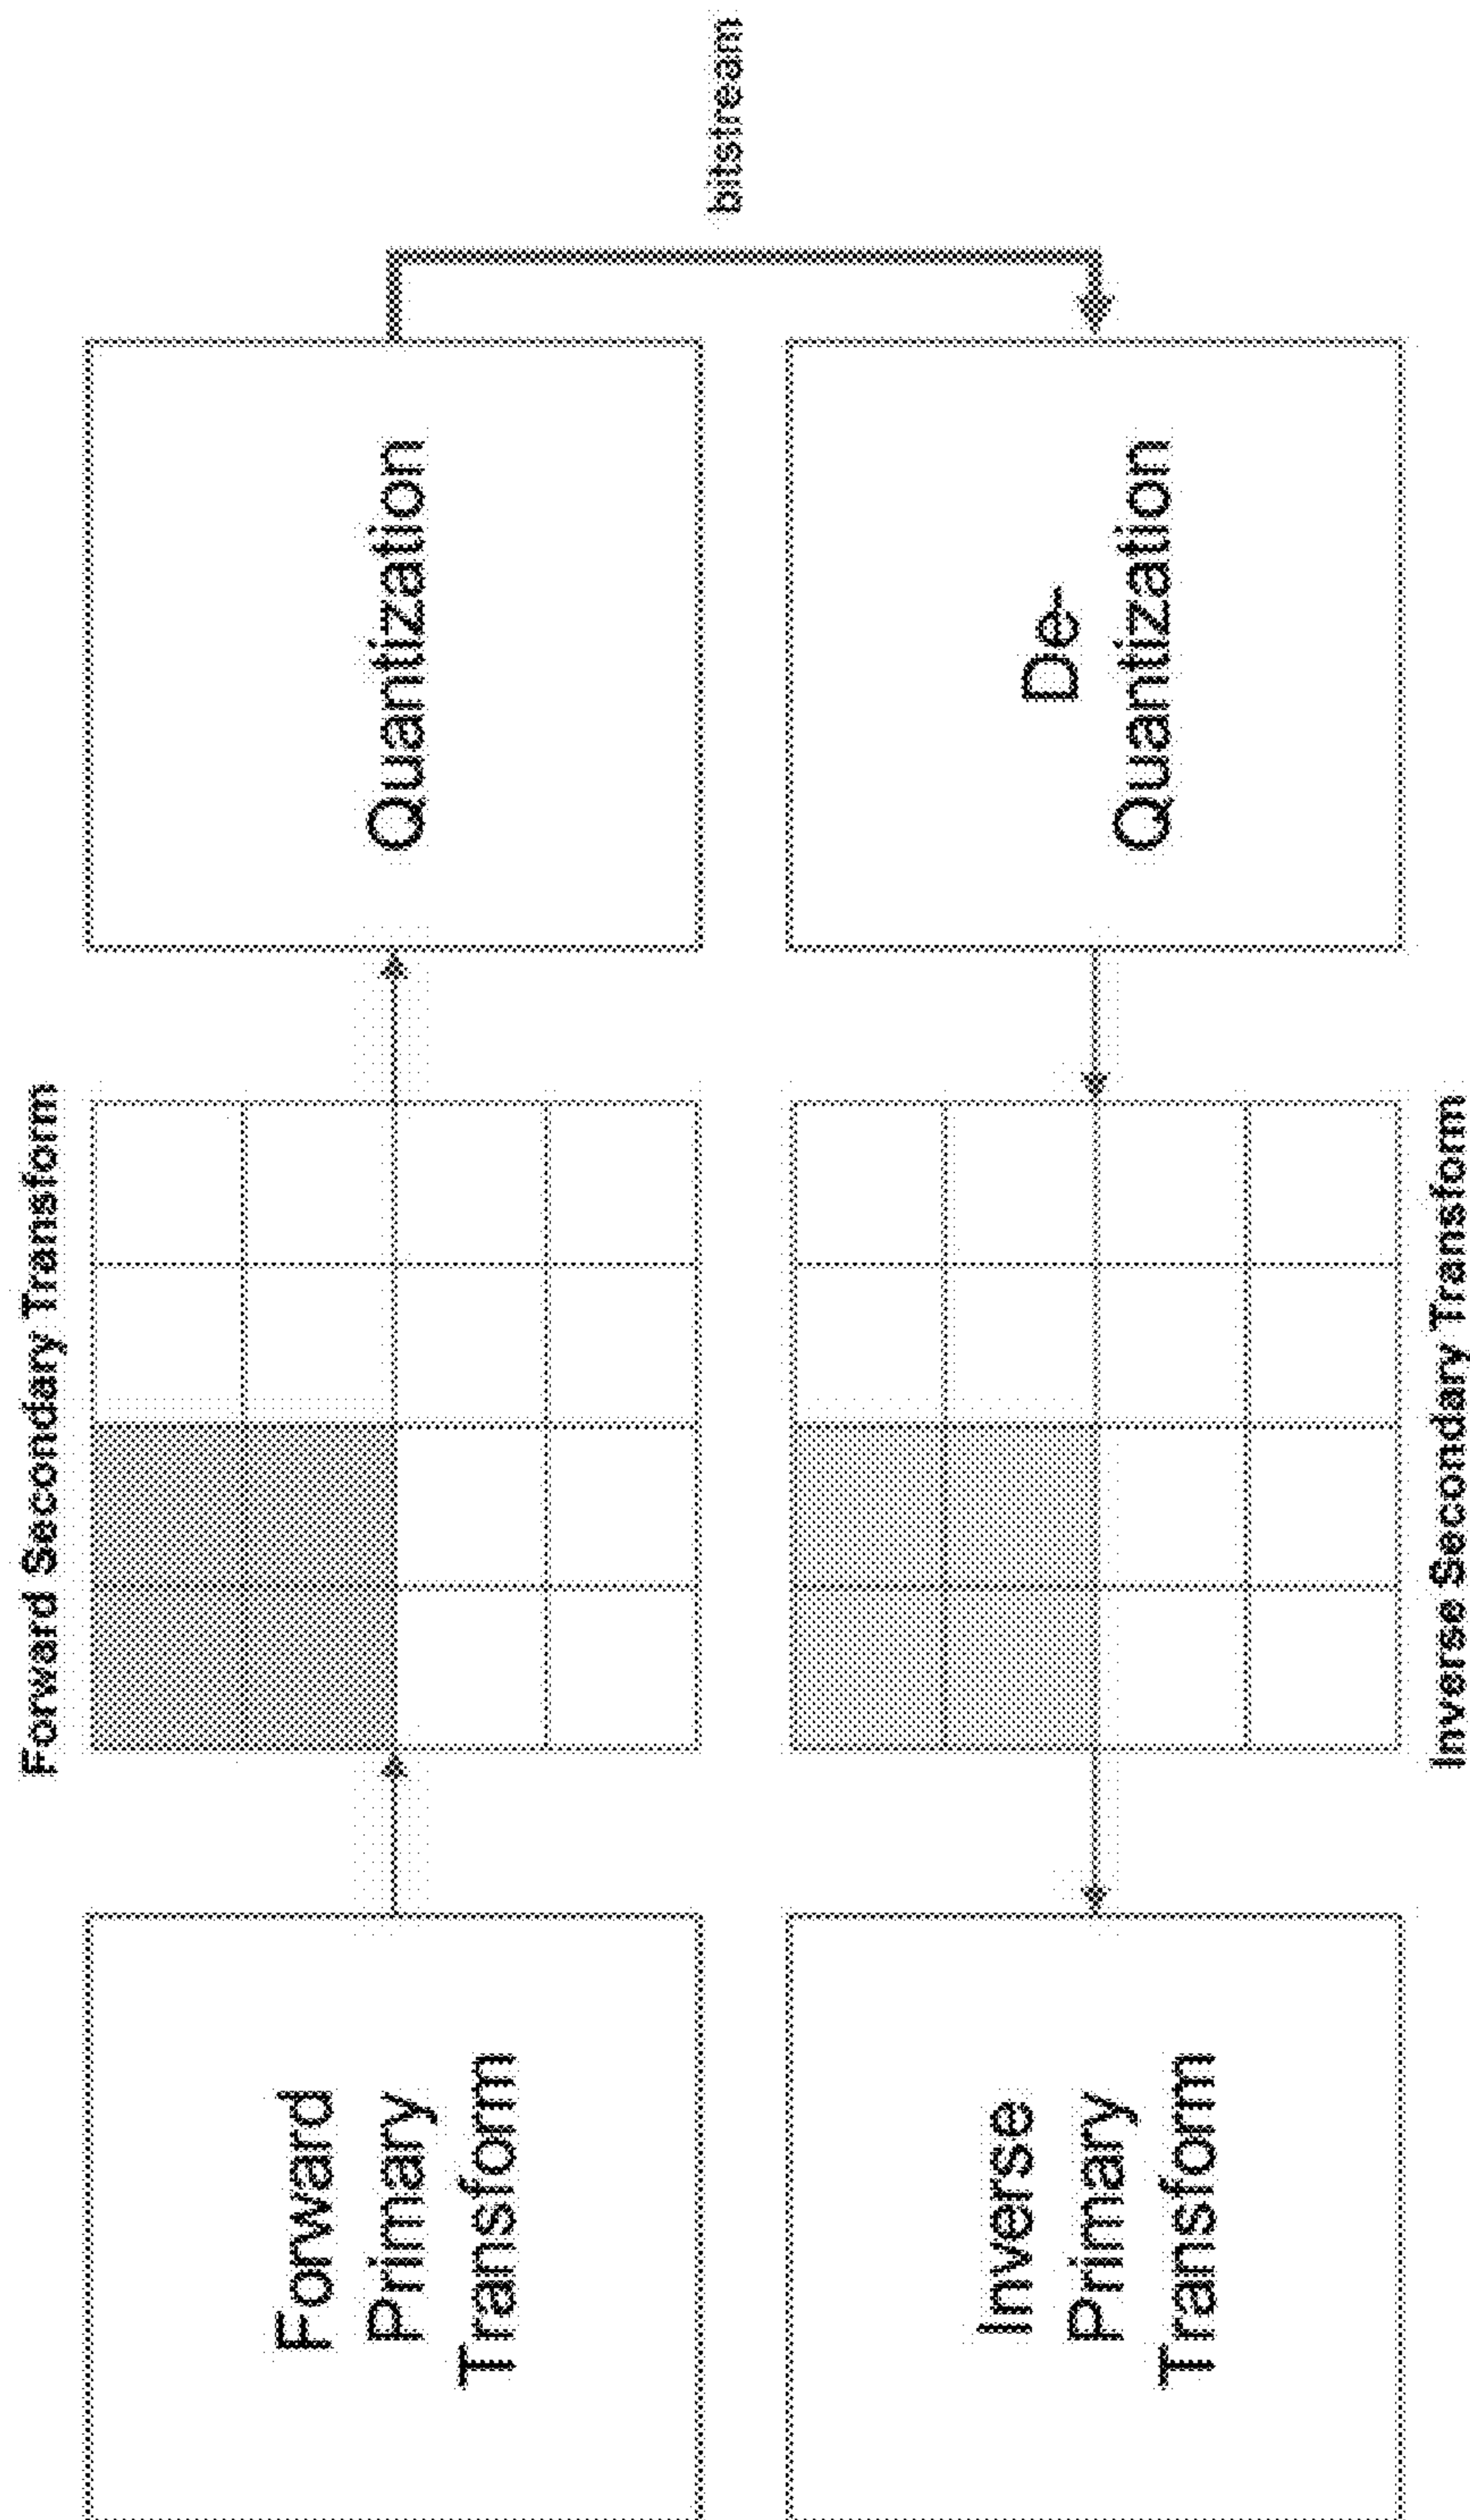 Forward Secondary Transform
Forward
Primary
Transform
Quantization
bitstream
Inverse
Primary
Transform
De-
Quantization
Inverse Secondary Transform